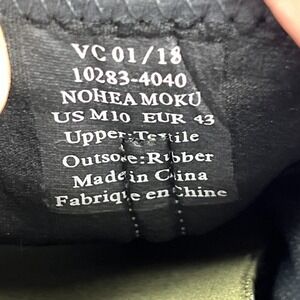 VC 01/18
10283-4040
NOHEA MOKU
US M10 EUR 43
Upper: Textile
Outsole: Rubber
Made in China
Fabriqué en Chine